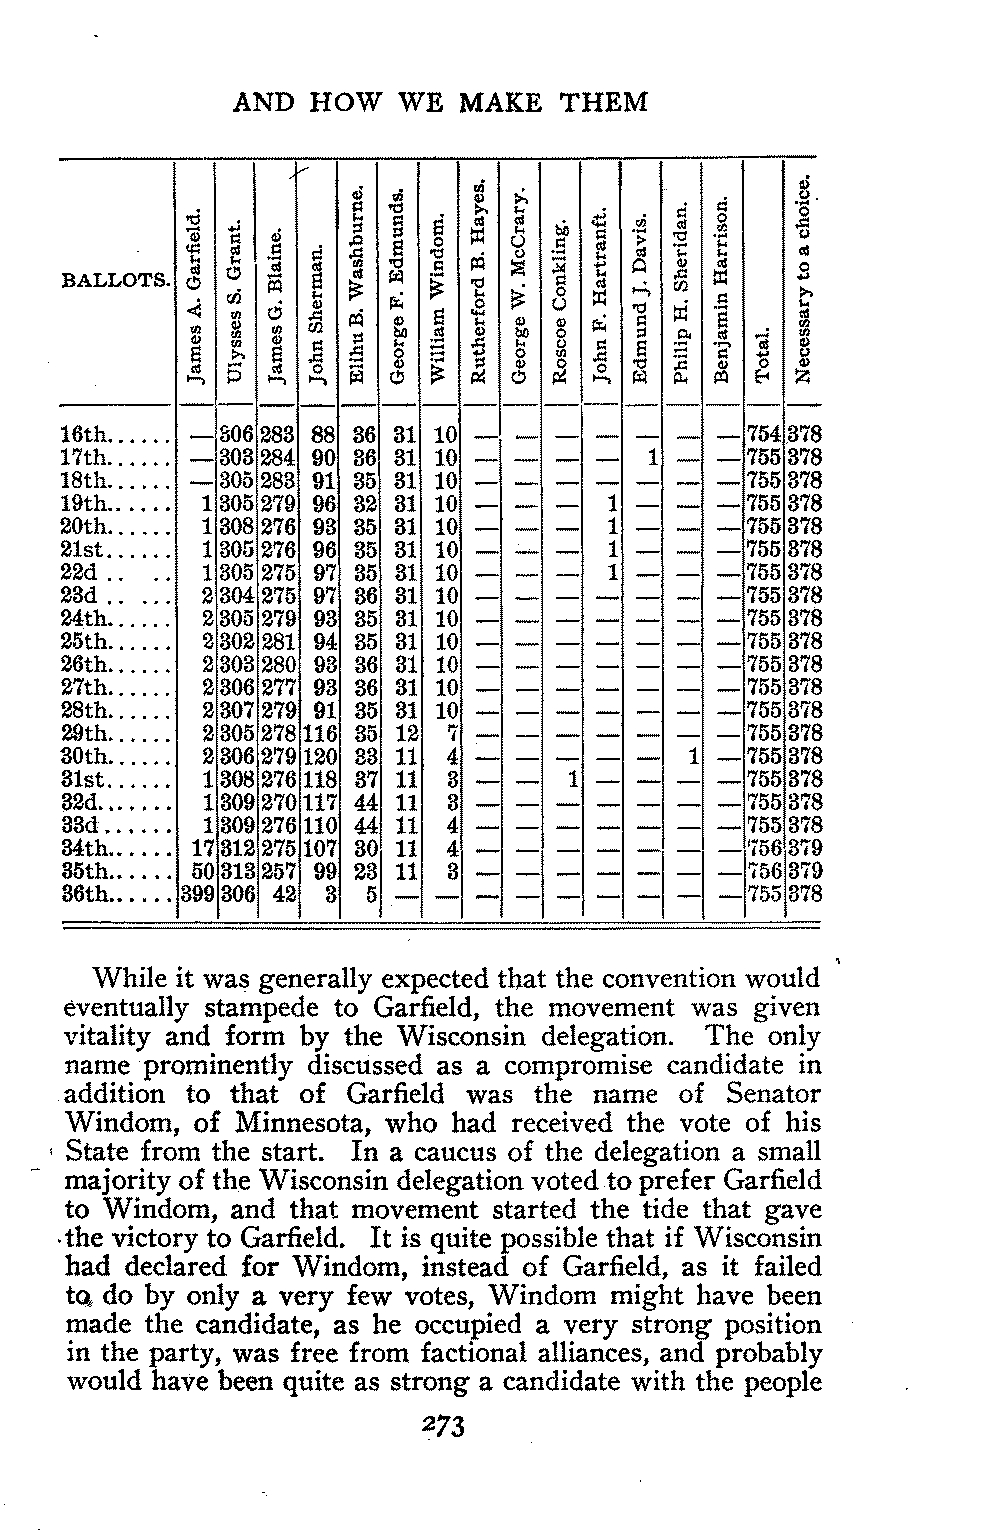 AND HOW WE MAKE THEM
BALLOTS. James A. Garfield. Ulysses S. Grant. James G. Blaine. John Sherman. Elihu B. Washburne. George F. Edmunds. William Windom. Rutherford B. Hayes. George W. McCrary. Roscoe Conkling. John F. Hartranft. Edmund J. Davis. Philip H. Sheridan. Benjamin Harrison. Total. Necessary to a choice.
16th...... — 306 283 88 36 31 10 — — — — — — — 754 378
17th...... — 303 284 90 36 31 10 — — — — 1 — — 755 378
18th...... — 305 283 91 35 31 10 — — — — — — — 755 378
19th...... 1 305 279 96 32 31 10 — — — 1 — — — 755 378
20th...... 1 308 276 93 35 31 10 — — — 1 — — — 755 378
21st...... 1 305 276 96 35 31 10 — — — 1 — — — 755 378
22d .. .. 1 305 275 97 35 31 10 — — — 1 — — — 755 378
23d .. ... 2 304 275 97 36 31 10 — — — — — — — 755 378
24th...... 2 305 279 93 35 31 10 — — — — — — — 755 378
25th...... 2 302 281 94 35 31 10 — — — — — — — 755 378
26th...... 2 303 280 93 36 31 10 — — — — — — — 755 378
27th...... 2 306 277 93 36 31 10 — — — — — — — 755 378
28th...... 2 307 279 91 35 31 10 — — — — — — — 755 378
29th...... 2 305 278 116 35 12 7 — — — — — — — 755 378
30th...... 2 306 279 120 33 11 4 — — — — — 1 — 755 378
31st...... 1 308 276 118 37 11 3 — — 1 — — — — 755 378
32d....... 1 309 270 117 44 11 3 — — — — — — — 755 378
33d...... 1 309 276 110 44 11 4 — — — — — — — 755 378
34th...... 17 312 275 107 30 11 4 — — — — — — — 756 379
35th...... 50 313 257 99 23 11 3 — — — — — — — 756 379
36th...... 399 306 42 3 5 — — — — — — — — — 755 378
While it was generally expected that the convention would
eventually stampede to Garfield, the movement was given
vitality and form by the Wisconsin delegation. The only
name prominently discussed as a compromise candidate in
addition to that of Garfield was the name of Senator
Windom, of Minnesota, who had received the vote of his
State from the start. In a caucus of the delegation a small
majority of the Wisconsin delegation voted to prefer Garfield
to Windom, and that movement started the tide that gave
the victory to Garfield. It is quite possible that if Wisconsin
had declared for Windom, instead of Garfield, as it failed
to do by only a very few votes, Windom might have been
made the candidate, as he occupied a very strong position
in the party, was free from factional alliances, and probably
would have been quite as strong a candidate with the people
273